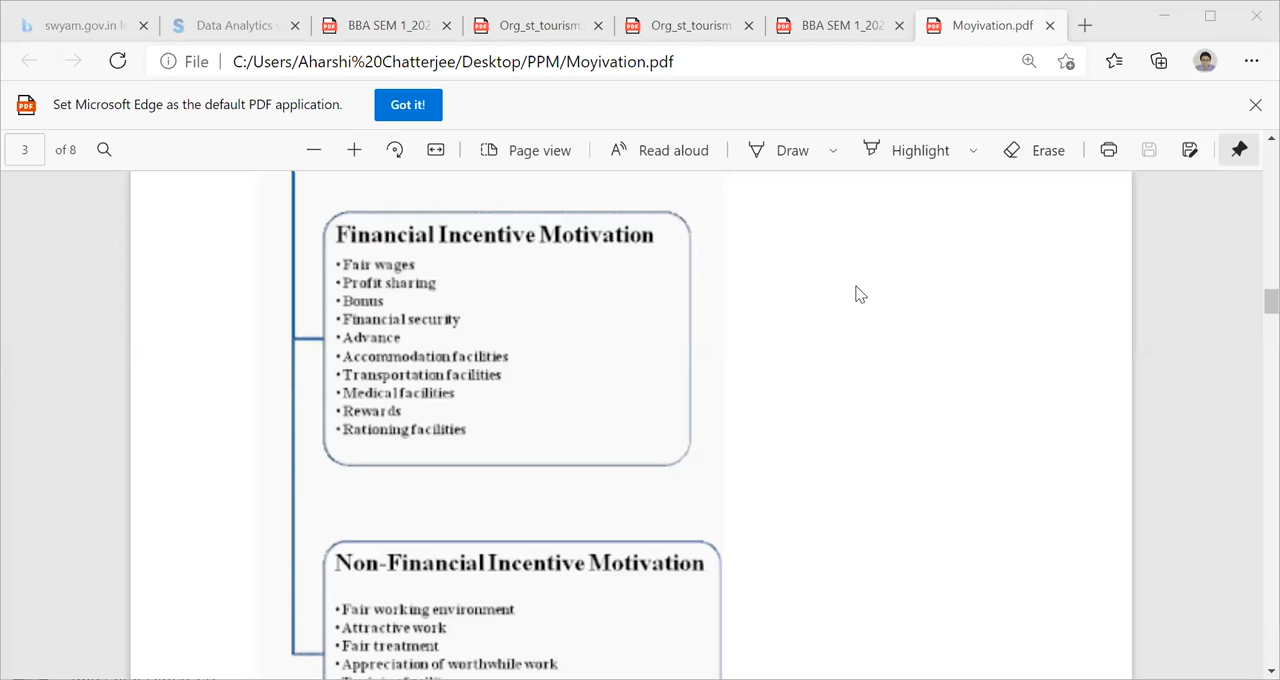 swyam.gov.in l
Data Analytics
BBA SEM 1_202
Org_st_tourism.
Org_st_tourism
BBA SEM 1_202
Moyivation.pdf
File
C:/Users/Aharshi%20Chatterjee/Desktop/PPM/Moyivation.pdf
PDF Set Microsoft Edge as the default PDF application. Got it!
3 of 8
Page view
Read aloud
Draw
Highlight
Erase
Financial Incentive Motivation
• Fair wages
• Profit sharing
• Bonus
• Financial security
• Advance
• Accommodation facilities
• Transportation facilities
• Medical facilities
• Rewards
• Rationing facilities
Non-Financial Incentive Motivation
• Fair working environment
• Attractive work
• Fair treatment
• Appreciation of worthwhile work